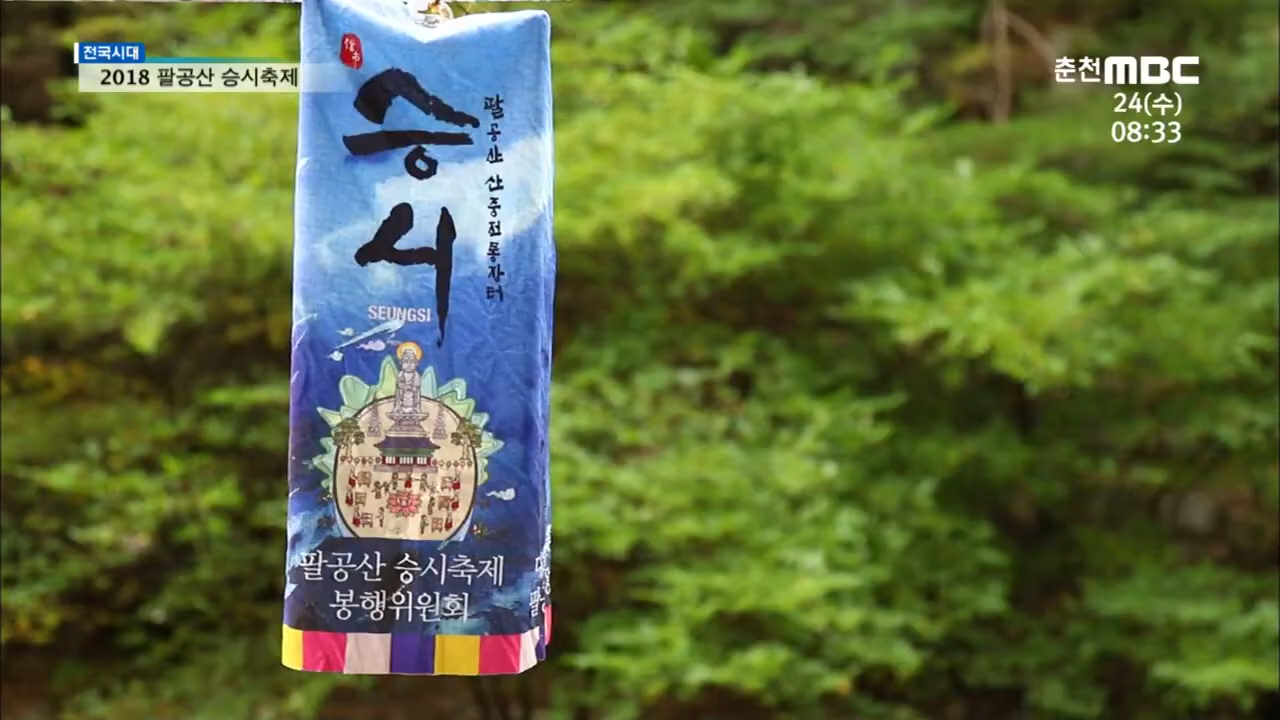 전국시대
2018 팔공산 승시축제
춘천MBC
24(수)
08:33
僧市
승시
팔공산 산중전통장터
SEUNGSI
팔공산 승시축제
봉행위원회